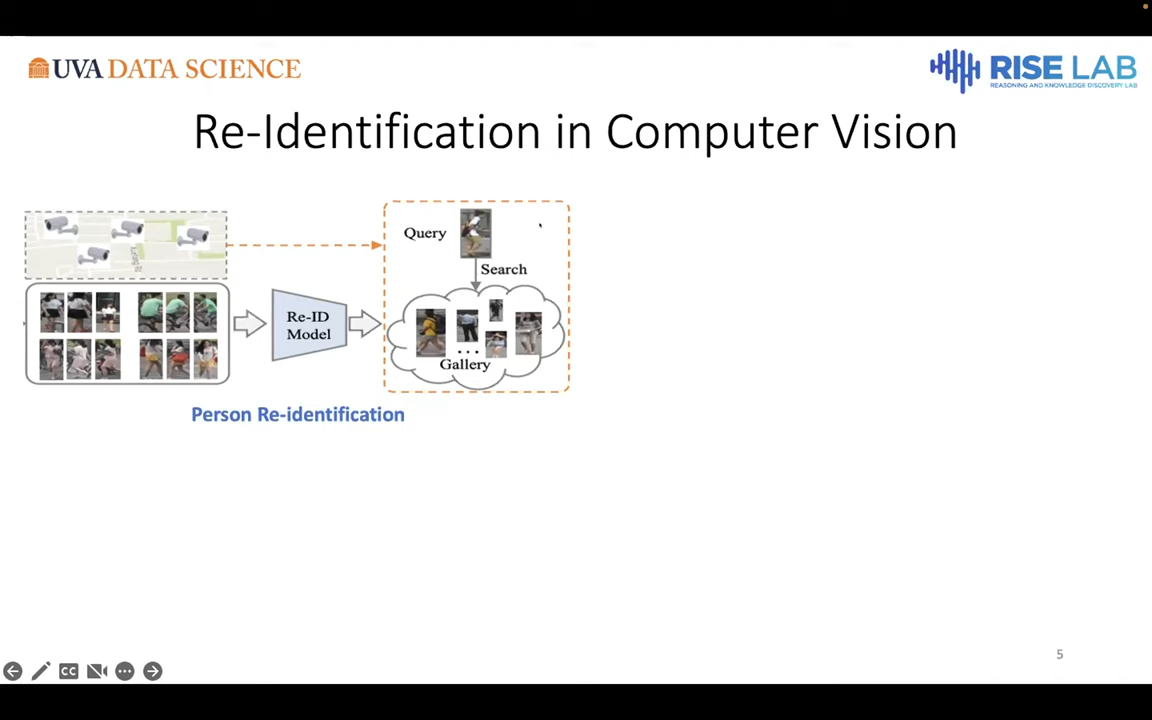 UVA DATA SCIENCE
RISE LAB
REASONING AND KNOWLEDGE DISCOVERY LAB
Re-Identification in Computer Vision
Query
Search
Re-ID
Model
...
Gallery
Person Re-identification
5
CC